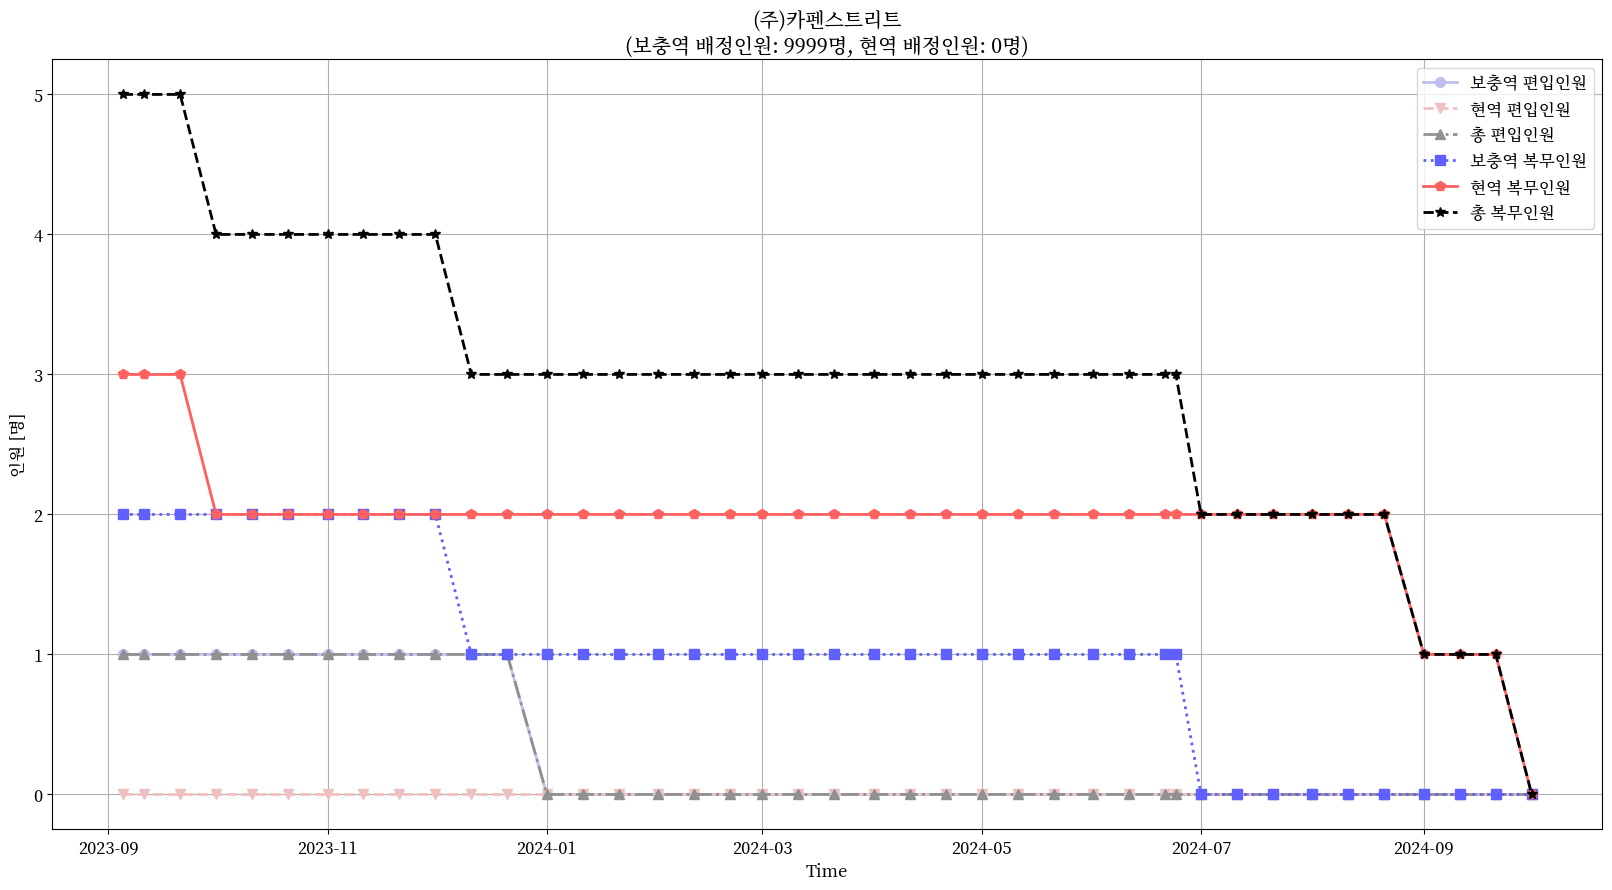 (주)카펜스트리트
(보충역 배정인원: 9999명, 현역 배정인원: 0명)
보충역 편입인원
현역 편입인원
총 편입인원
보충역 복무인원
현역 복무인원
총 복무인원
인원 [명]
5
4
3
2
1
0
2023-09
2023-11
2024-01
2024-03
2024-05
2024-07
2024-09
Time